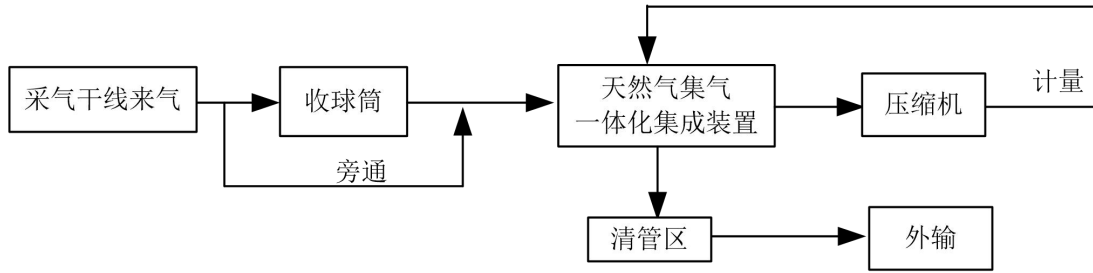 采气干线来气
收球筒
旁通
天然气集气
一体化集成装置
压缩机
计量
清管区
外输